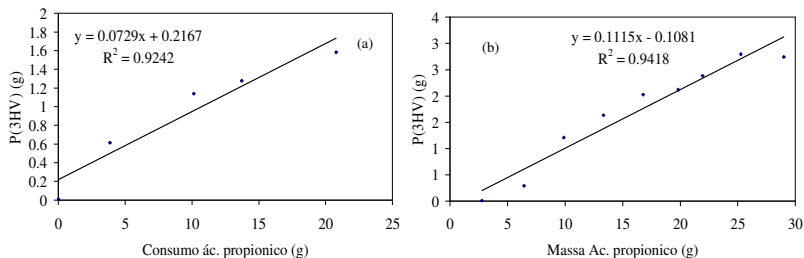 2
1.8
1.6
1.4
1.2
1
0.8
0.6
0.4
0.2
0
P(3HV) (g)
y = 0.0729x + 0.2167
R² = 0.9242
(a)
0 5 10 15 20 25
Consumo ác. propionico (g)
4
3
3
2
2
1
1
0
P(3HV) (g)
(b)
y = 0.1115x - 0.1081
R² = 0.9418
0 5 10 15 20 25 30
Massa Ac. propionico (g)